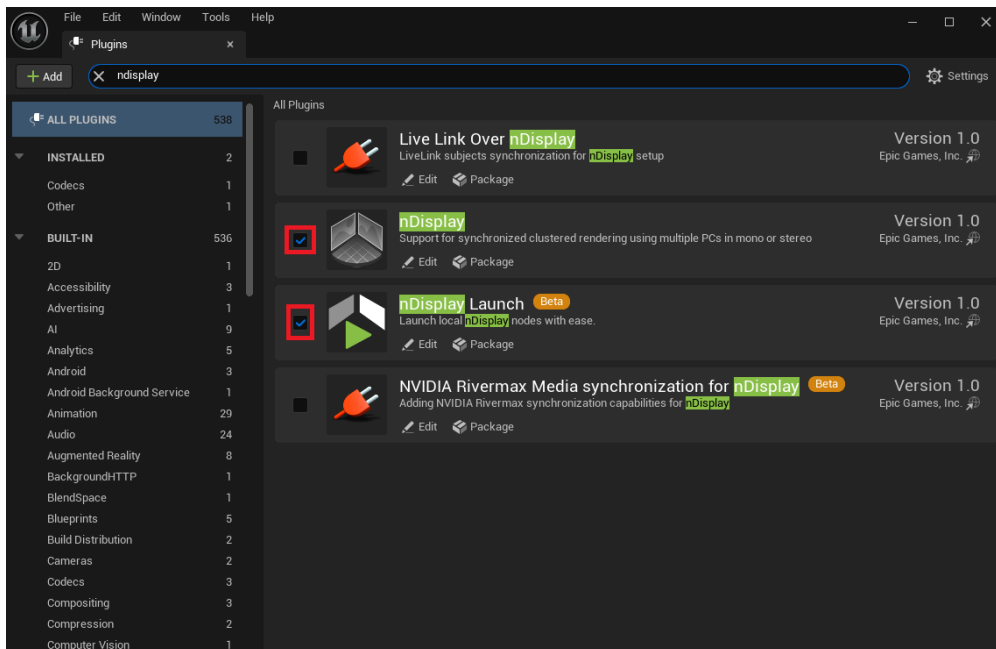 File Edit Window Tools Help
Plugins
Add
ndisplay
Settings
ALL PLUGINS 538
INSTALLED 2
Codecs 1
Other 1
BUILT-IN 536
2D 1
Accessibility 3
Advertising 1
AI 9
Analytics 5
Android 3
Android Background Service 1
Animation 29
Audio 24
Augmented Reality 8
BackgroundHTTP 1
BlendSpace 1
Blueprints 5
Build Distribution 2
Cameras 2
Codecs 3
Compositing 3
Compression 2
Computer Vision 1
All Plugins
Live Link Over nDisplay
Version 1.0
LiveLink subjects synchronization for nDisplay setup
Epic Games, Inc.
Edit Package
nDisplay
Version 1.0
Support for synchronized clustered rendering using multiple PCs in mono or stereo
Epic Games, Inc.
Edit Package
nDisplay Launch Beta
Version 1.0
Launch local nDisplay nodes with ease.
Epic Games, Inc.
Edit Package
NVIDIA Rivermax Media synchronization for nDisplay Beta
Version 1.0
Adding NVIDIA Rivermax synchronization capabilities for nDisplay
Epic Games, Inc.
Edit Package